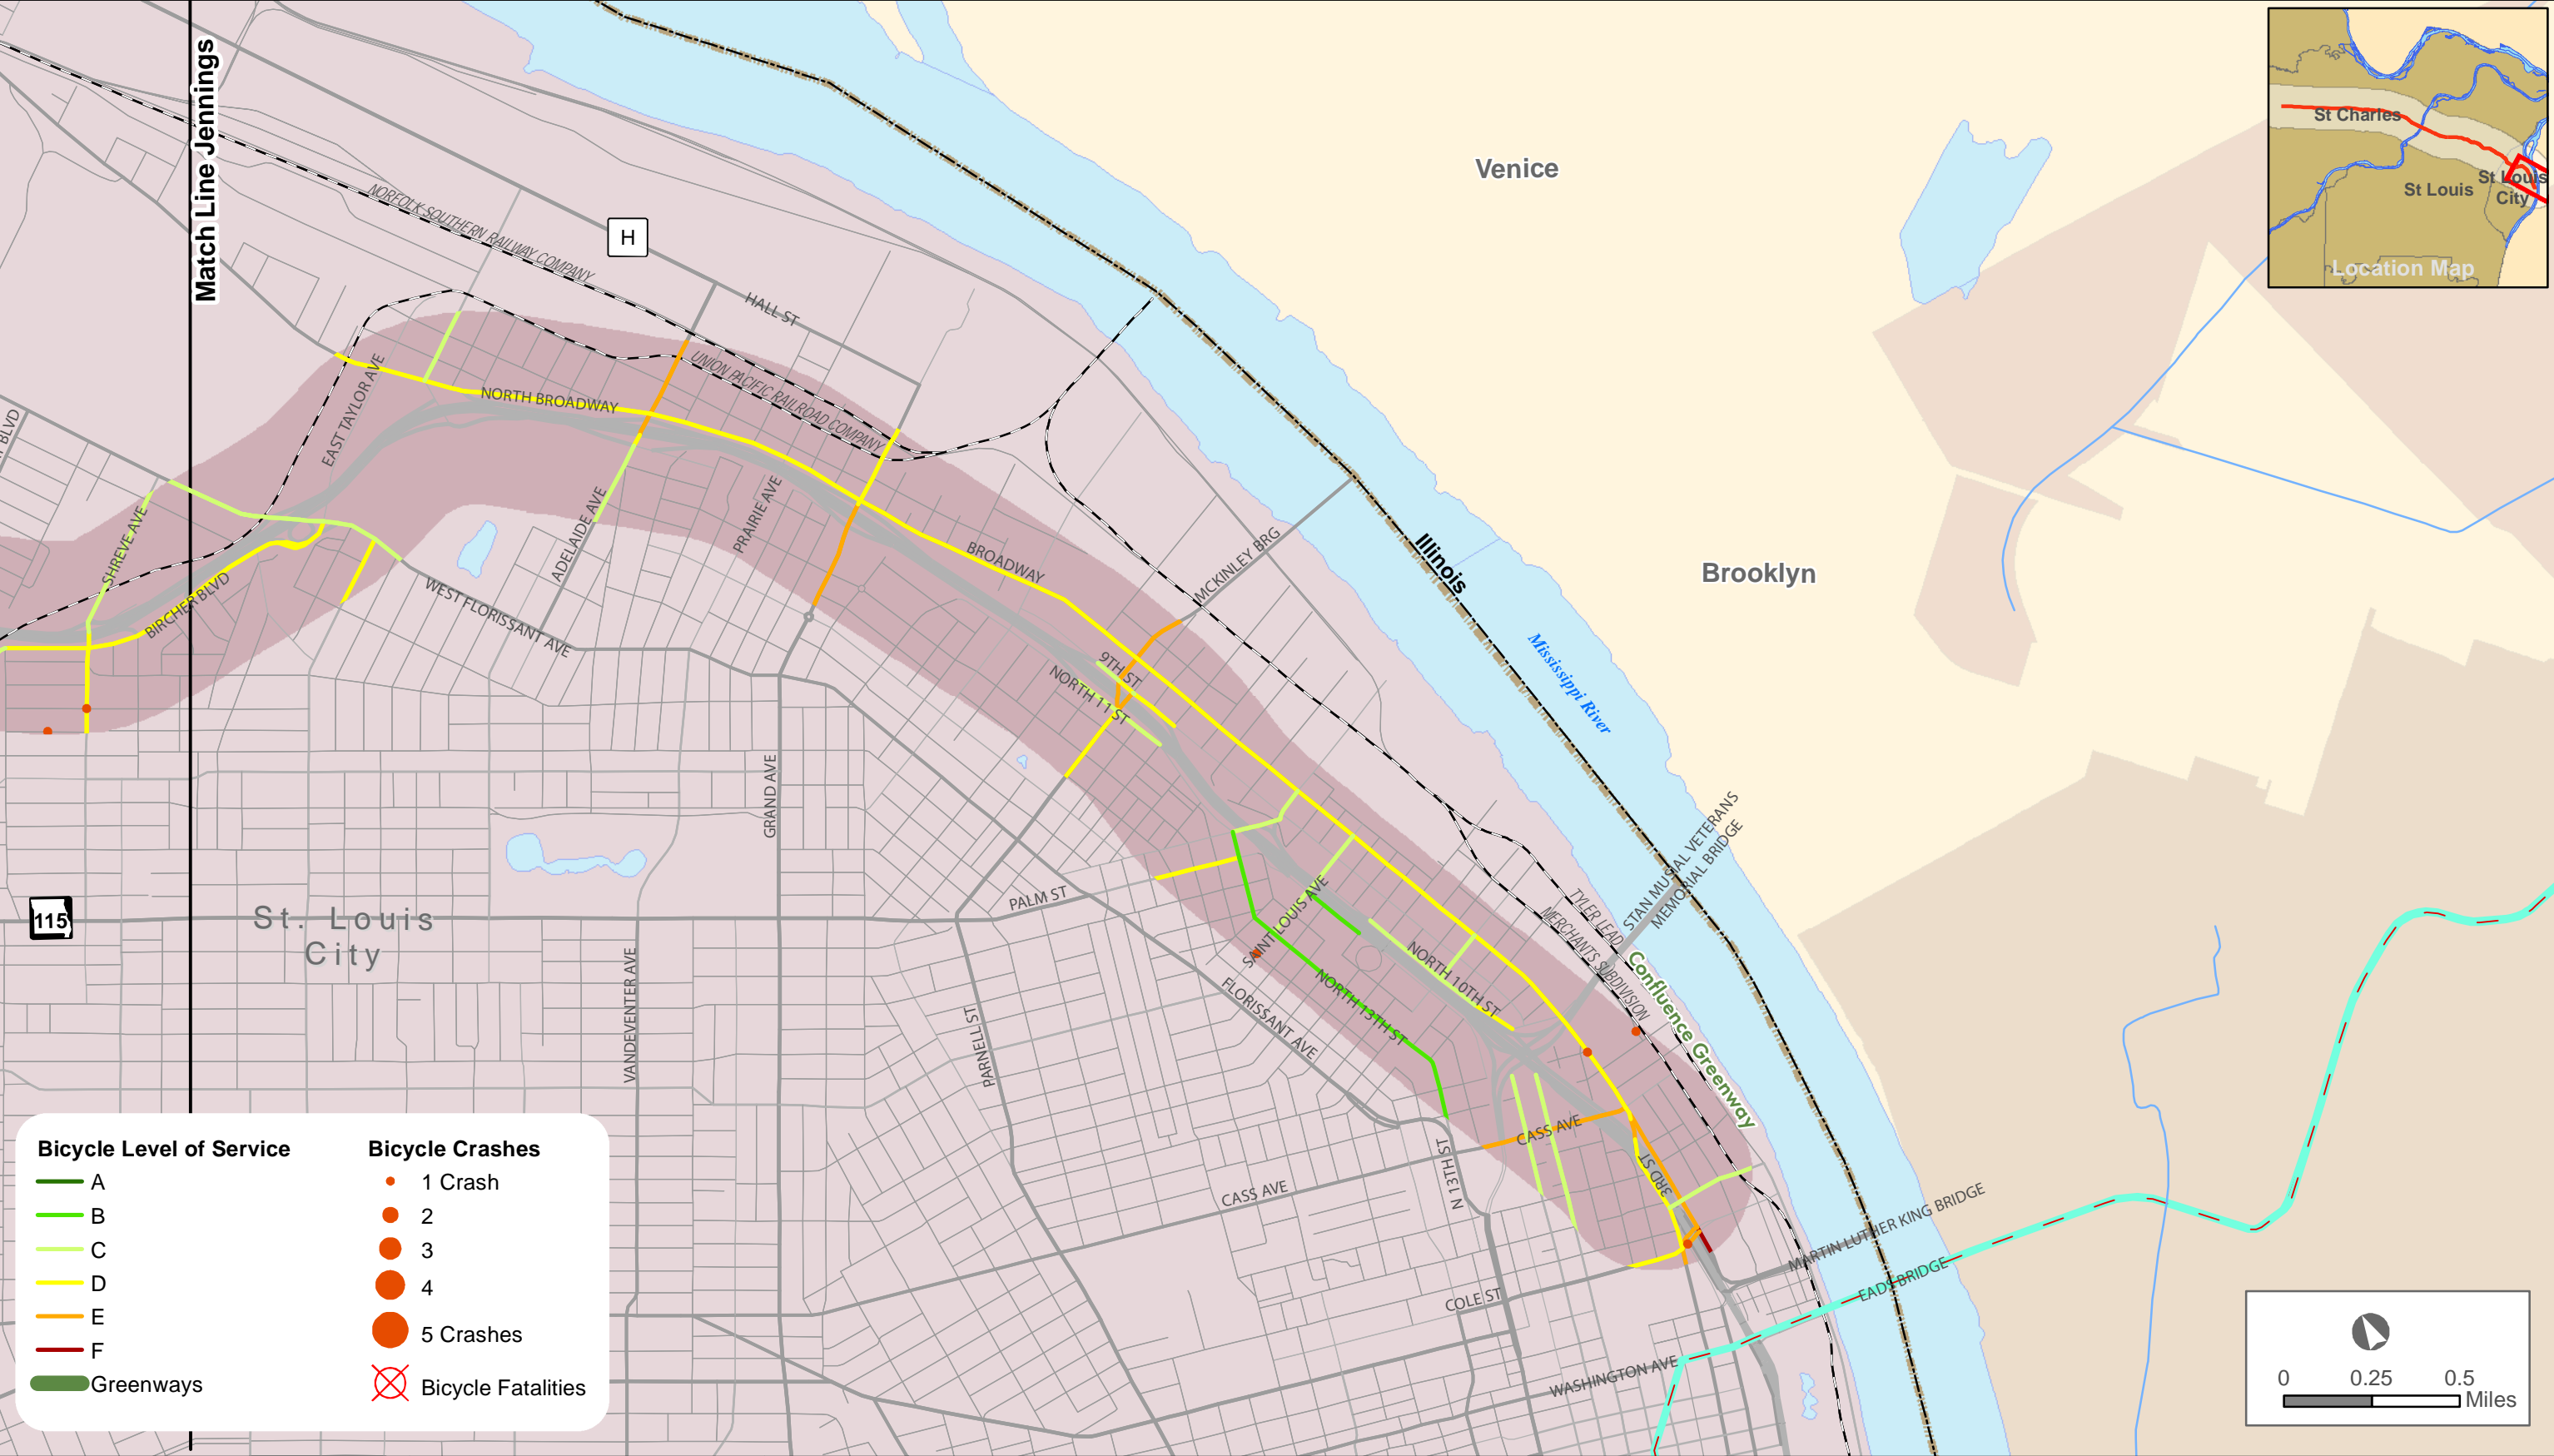 Match Line Jennings
NORFOLK SOUTHERN RAILWAY COMPANY
H
HALL ST
UNION PACIFIC RAILROAD COMPANY
NORTH BROADWAY
EAST TAYLOR AVE
BLVD
SHREVE AVE
BIRCHER BLVD
ADELAIDE AVE
PRAIRIE AVE
WEST FLORISSANT AVE
BROADWAY
MCKINLEY BRG
9TH ST
NORTH 11 ST
GRAND AVE
Venice
Brooklyn
Illinois
Mississippi River
STAN MUSIAL VETERANS
MEMORIAL BRIDGE
TYLER LEAD
MERCHANTS SUBDIVISION
Confluence Greenway
115
St. Louis
City
PALM ST
SAINT LOUIS AVE
NORTH 10TH ST
NORTH 13TH ST
FLORISSANT AVE
VANDEVENTER AVE
PARNELL ST
CASS AVE
CASS AVE
N 13TH ST
3RD ST
COLE ST
MARTIN LUTHER KING BRIDGE
EADS BRIDGE
WASHINGTON AVE
St Charles
St Louis
St Louis
City
Location Map
Bicycle Level of Service
A
B
C
D
E
F
Greenways
Bicycle Crashes
1 Crash
2
3
4
5 Crashes
Bicycle Fatalities
0 0.25 0.5
Miles